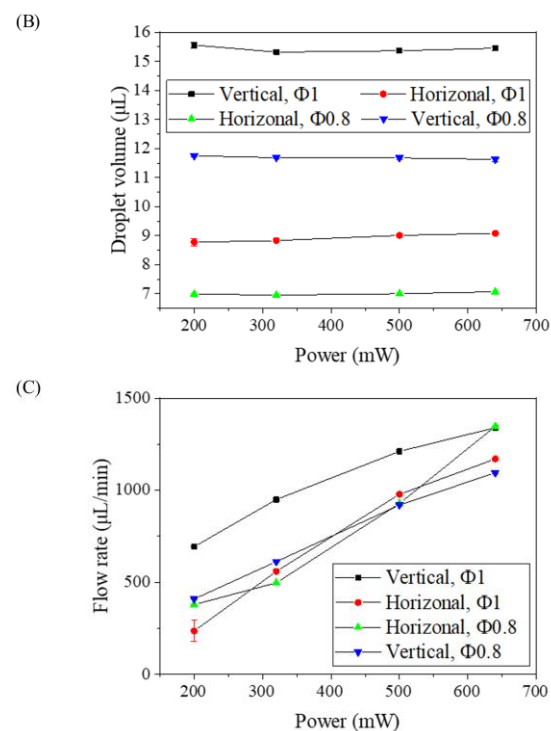 (B)
16
15
14
13
12
11
10
9
8
7
Droplet volume (μL)
Vertical, Φ1
Horizonal, Φ1
Horizonal, Φ0.8
Vertical, Φ0.8
200 300 400 500 600 700
Power (mW)
(C)
1500
1000
500
0
Flow rate (μL/min)
Vertical, Φ1
Horizonal, Φ1
Horizonal, Φ0.8
Vertical, Φ0.8
200 300 400 500 600 700
Power (mW)